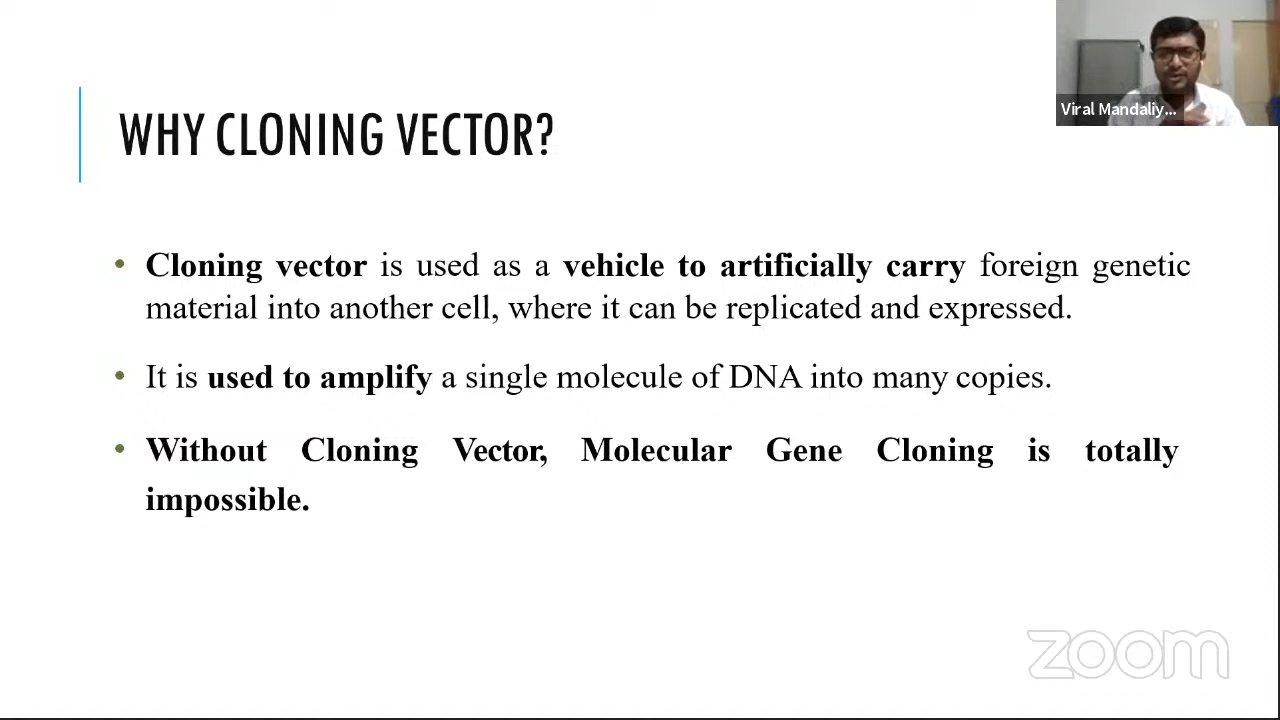 Viral Mandaliy...
WHY CLONING VECTOR?
• Cloning vector is used as a vehicle to artificially carry foreign genetic
material into another cell, where it can be replicated and expressed.
• It is used to amplify a single molecule of DNA into many copies.
• Without Cloning Vector, Molecular Gene Cloning is totally
impossible.
zoom